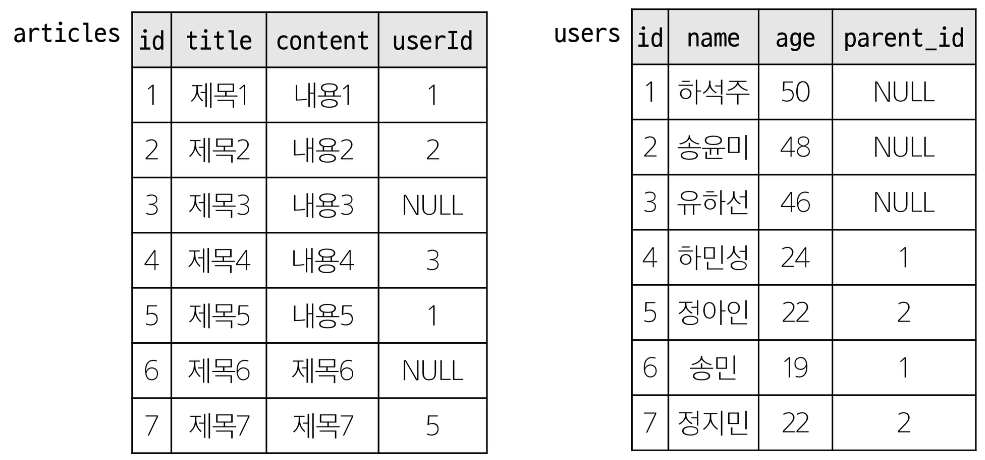 articles
id title content userId
1 제목1 내용1 1
2 제목2 내용2 2
3 제목3 내용3 NULL
4 제목4 내용4 3
5 제목5 내용5 1
6 제목6 제목6 NULL
7 제목7 제목7 5
users
id name age parent_id
1 하석주 50 NULL
2 송윤미 48 NULL
3 유하선 46 NULL
4 하민성 24 1
5 정아인 22 2
6 송민 19 1
7 정지민 22 2